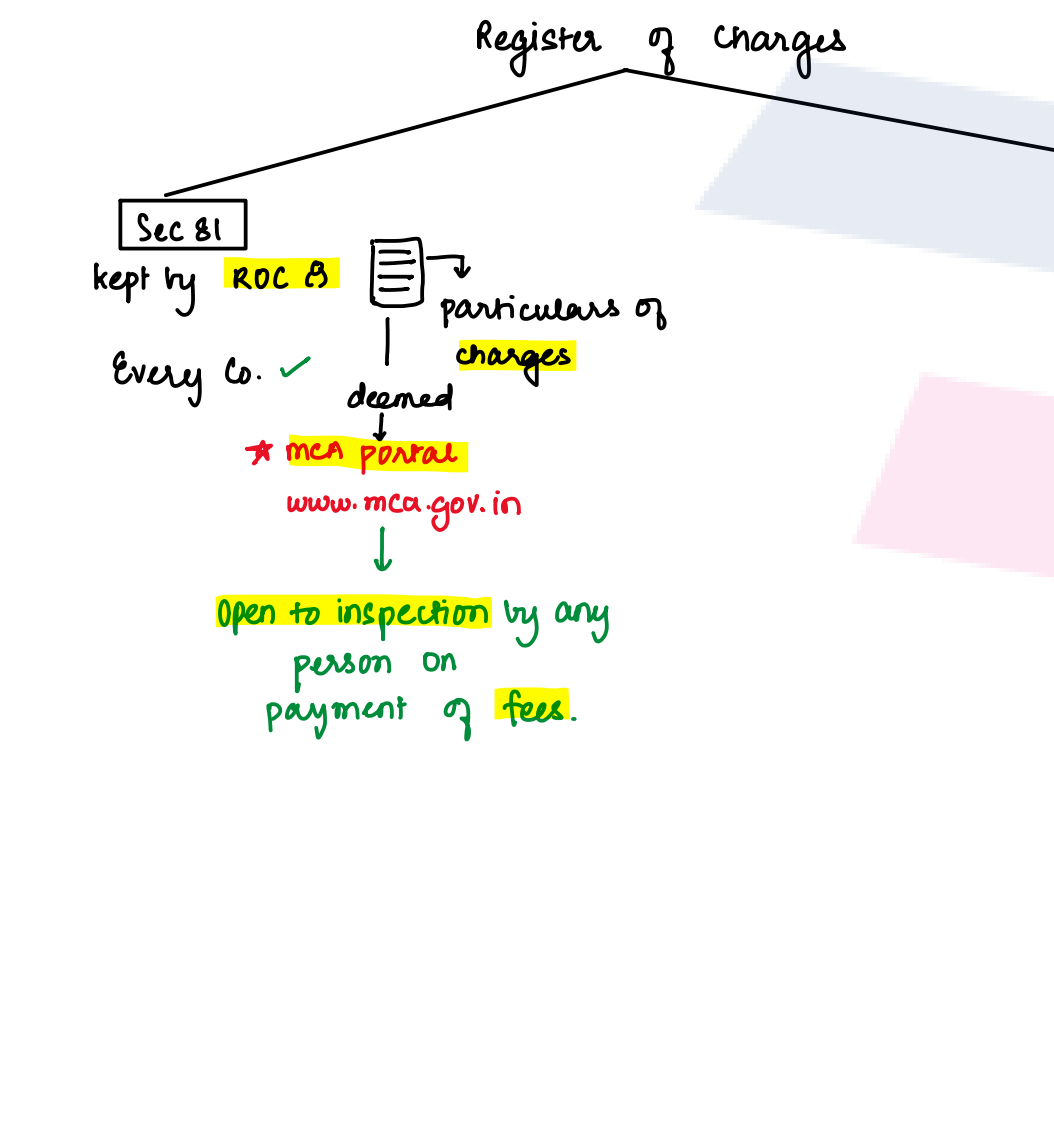 Register of Charges
Sec 81
kept by ROC
particulars of
charges
Every Co. ✓
deemed
★ MCA portal
www.mca.gov.in
Open to inspection by any
person on
payment of fees.